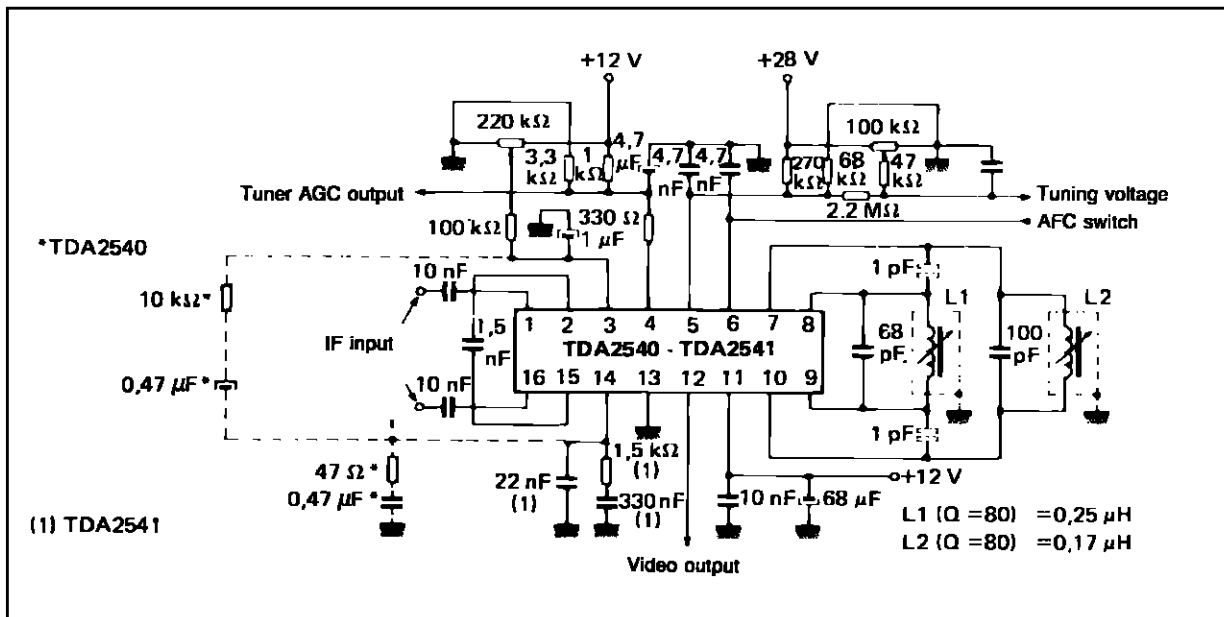 +12 V
+28 V
220 kΩ
100 kΩ
3,3 kΩ
1 kΩ
4,7 μF
4,7 nF
4,7 nF
270 kΩ
68 kΩ
47 kΩ
Tuner AGC output
Tuning voltage
2.2 MΩ
AFC switch
100 kΩ
330 Ω
1 μF
*TDA2540
10 kΩ*
0,47 μF*
10 nF
IF input
1,5 nF
10 nF
1 2 3 4 5 6 7 8
TDA2540 - TDA2541
16 15 14 13 12 11 10 9
1 pF
L1
L2
68 pF
100 pF
1 pF
47 Ω*
0,47 μF*
22 nF (1)
1,5 kΩ (1)
330 nF (1)
10 nF
68 μF
+12 V
(1) TDA2541
Video output
L1 (Q =80) =0,25 μH
L2 (Q =80) =0,17 μH